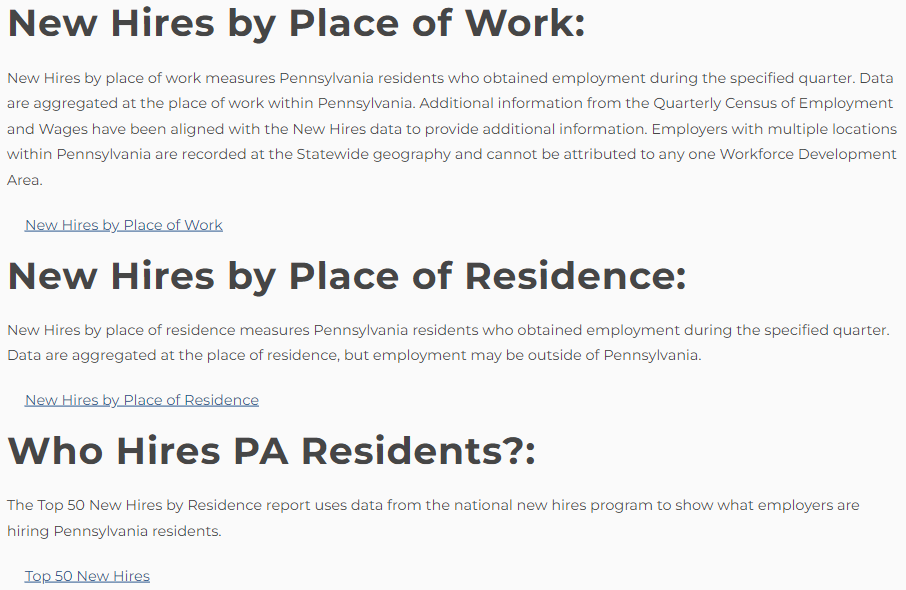 New Hires by Place of Work:
New Hires by place of work measures Pennsylvania residents who obtained employment during the specified quarter. Data
are aggregated at the place of work within Pennsylvania. Additional information from the Quarterly Census of Employment
and Wages have been aligned with the New Hires data to provide additional information. Employers with multiple locations
within Pennsylvania are recorded at the Statewide geography and cannot be attributed to any one Workforce Development
Area.
New Hires by Place of Work
New Hires by Place of Residence:
New Hires by place of residence measures Pennsylvania residents who obtained employment during the specified quarter.
Data are aggregated at the place of residence, but employment may be outside of Pennsylvania.
New Hires by Place of Residence
Who Hires PA Residents?:
The Top 50 New Hires by Residence report uses data from the national new hires program to show what employers are
hiring Pennsylvania residents.
Top 50 New Hires